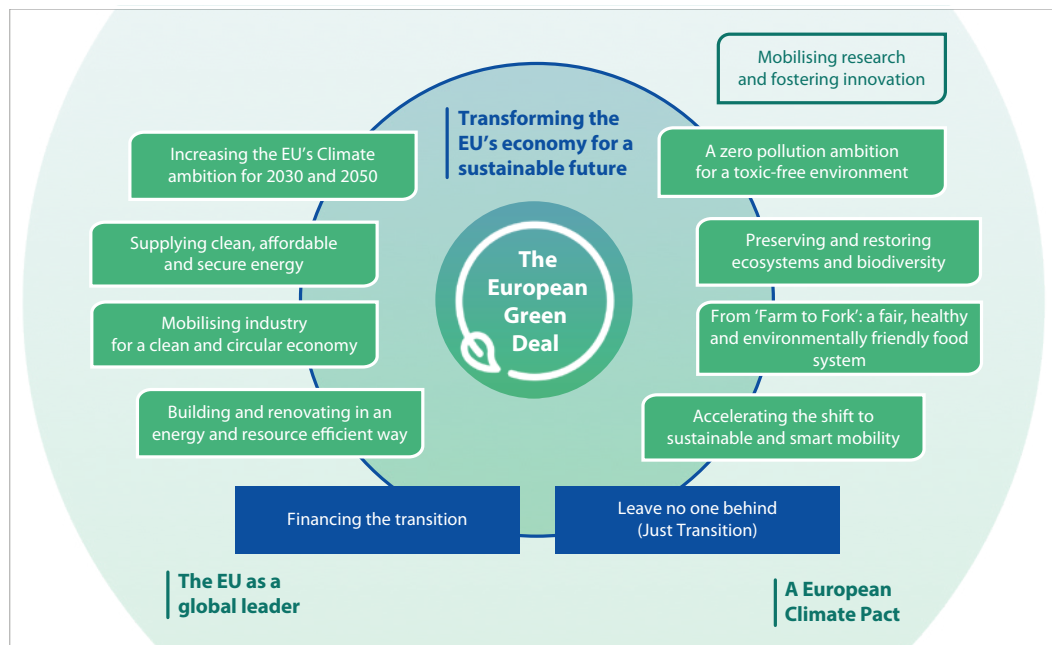 Mobilising research
and fostering innovation
Transforming the
EU’s economy for a
sustainable future
Increasing the EU’s Climate
ambition for 2030 and 2050
A zero pollution ambition
for a toxic-free environment
Supplying clean, affordable
and secure energy
Preserving and restoring
ecosystems and biodiversity
The
European
Green
Deal
Mobilising industry
for a clean and circular economy
From ‘Farm to Fork’: a fair, healthy
and environmentally friendly food
system
Building and renovating in an
energy and resource efficient way
Accelerating the shift to
sustainable and smart mobility
Financing the transition
Leave no one behind
(Just Transition)
The EU as a
global leader
A European
Climate Pact